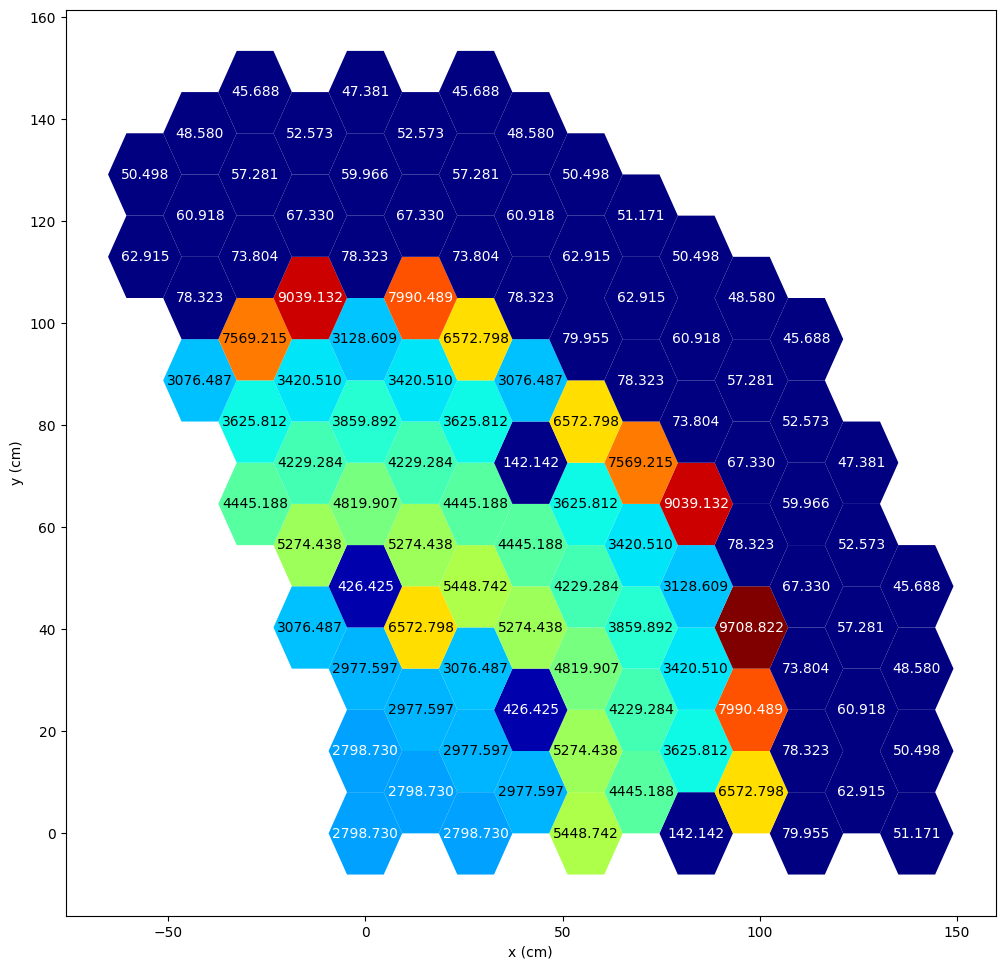 160
45.688 47.381 45.688
140
48.580 52.573 52.573 48.580
50.498 57.281 59.966 57.281 50.498
120
60.918 67.330 67.330 60.918 51.171
62.915 73.804 78.323 73.804 62.915 50.498
78.323 9039.132 7990.489 78.323 62.915 48.580
100
7569.215 3128.609 6572.798 79.955 60.918 45.688
3076.487 3420.510 3420.510 3076.487 78.323 57.281
80
3625.812 3859.892 3625.812 6572.798 73.804 52.573
4229.284 4229.284 142.142 7569.215 67.330 47.381
y (cm)
4445.188 4819.907 4445.188 3625.812 9039.132 59.966
60
5274.438 5274.438 4445.188 3420.510 78.323 52.573
426.425 5448.742 4229.284 3128.609 67.330 45.688
40
3076.487 6572.798 5274.438 3859.892 9708.822 57.281
2977.597 3076.487 4819.907 3420.510 73.804 48.580
2977.597 426.425 4229.284 7990.489 60.918
20
2798.730 2977.597 5274.438 3625.812 78.323 50.498
2798.730 2977.597 4445.188 6572.798 62.915
0
2798.730 2798.730 5448.742 142.142 79.955 51.171
−50 0 50 100 150
x (cm)